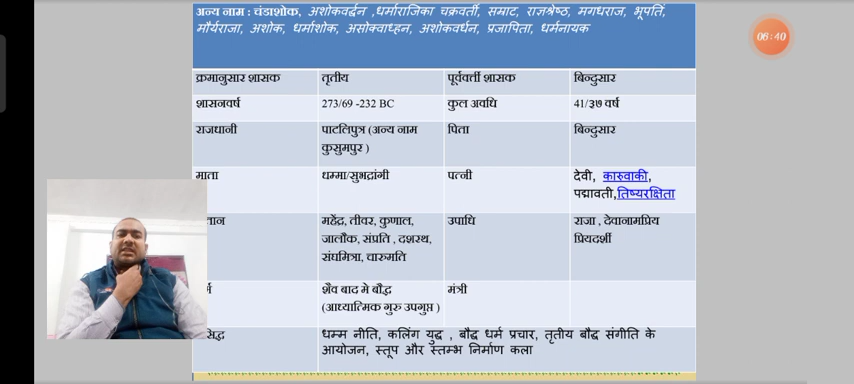 अन्य नाम : चंडाशोक, अशोकवर्द्धन ,धर्माराजिका चक्रवर्ती, सम्राट, राजश्रेष्ठ, मगधराज, भूपतिं,
मौर्यराजा, अशोक, धर्माशोक, असोक्वाध्हन, अशोकवर्धन, प्रजापिता, धर्मनायक
06:40
क्रमानुसार शासक तृतीय पूर्ववर्त्ती शासक बिन्दुसार
शासनवर्ष 273/69 -232 BC कुल अवधि 41/३७ वर्ष
राजधानी पाटलिपुत्र (अन्य नाम पिता बिन्दुसार
कुसुमपुर )
माता धम्मा/सुभद्रांगी पत्नी देवी, कारुवाकी,
पद्मावती,तिष्यरक्षिता
तान महेंद्र, तीवर, कुणाल, उपाधि राजा , देवानामप्रिय
जालौक, संप्रति , दशरथ, प्रियदर्शी
संघमित्रा, चारुमति
र्म शैव बाद मे बौद्ध मंत्री
(आध्यात्मिक गुरु उपगुप्त )
सिद्ध धम्म नीति, कलिंग युद्ध , बौद्ध धर्म प्रचार, तृतीय बौद्ध संगीति के
आयोजन, स्तूप और स्तम्भ निर्माण कला